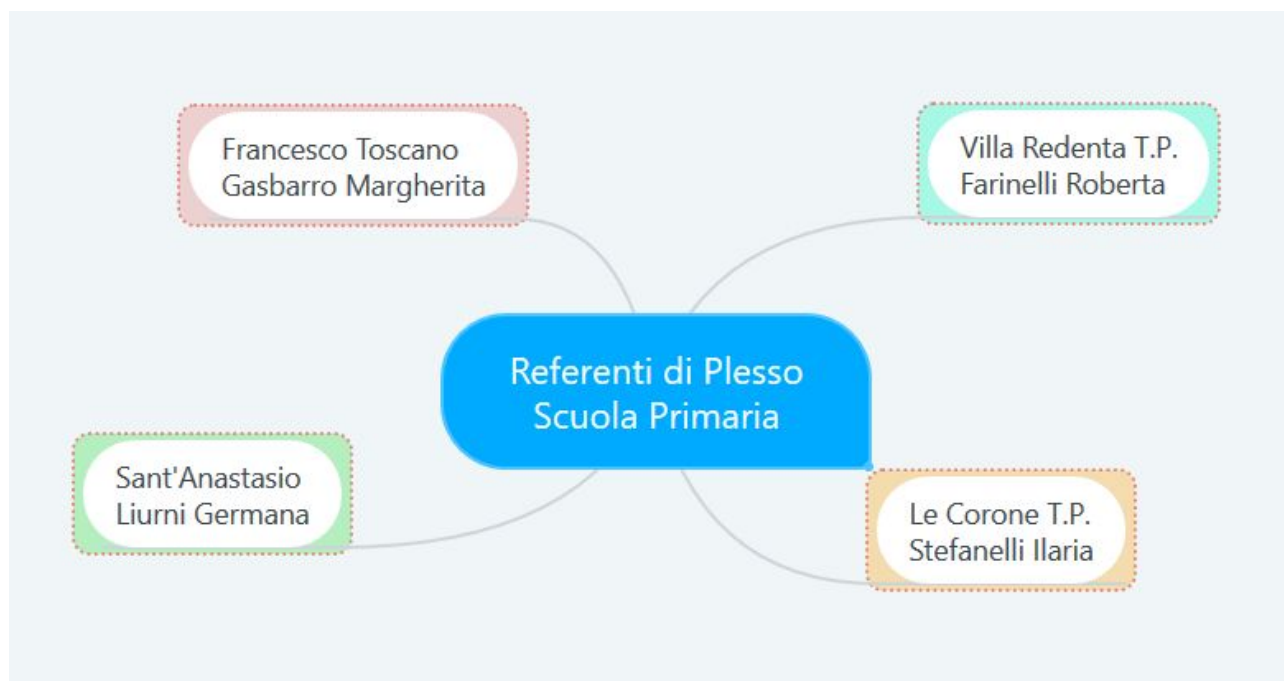 Francesco Toscano
Gasbarro Margherita
Villa Redenta T.P.
Farinelli Roberta
Referenti di Plesso
Scuola Primaria
Sant'Anastasio
Liurni Germana
Le Corone T.P.
Stefanelli Ilaria